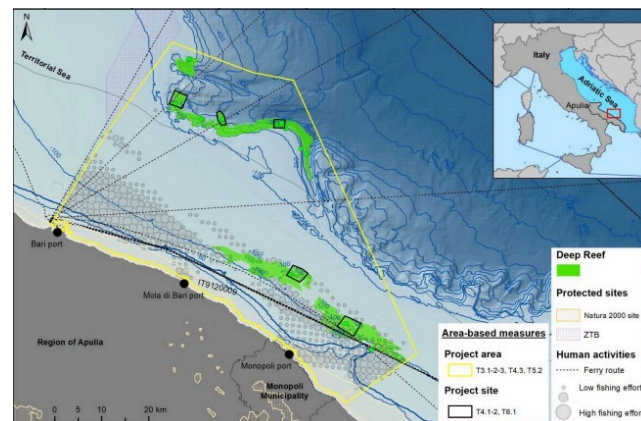 N
Territorial Sea
Italy
Adriatic Sea
Apulia
-100
Bari port
IT9120009
Mola di Bari port
Region of Apulia
Monopoli port
Monopoli
Municipality
0 5 10 20 km
Area-based measures
Project area
T3.1-2-3, T4.3, T5.2
Project site
T4.1-2, T6.1
Deep Reef
Protected sites
Natura 2000 site
ZTB
Human activities
Ferry route
Low fishing effort
High fishing effort